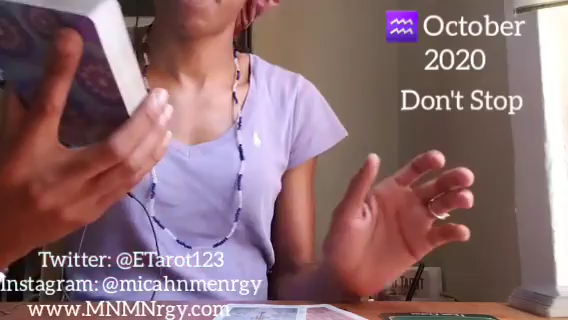 ♒ October
2020
Don't Stop
Twitter: @ETarot123
Instagram: @micahnmenrgy
www.MNMNrgy.com